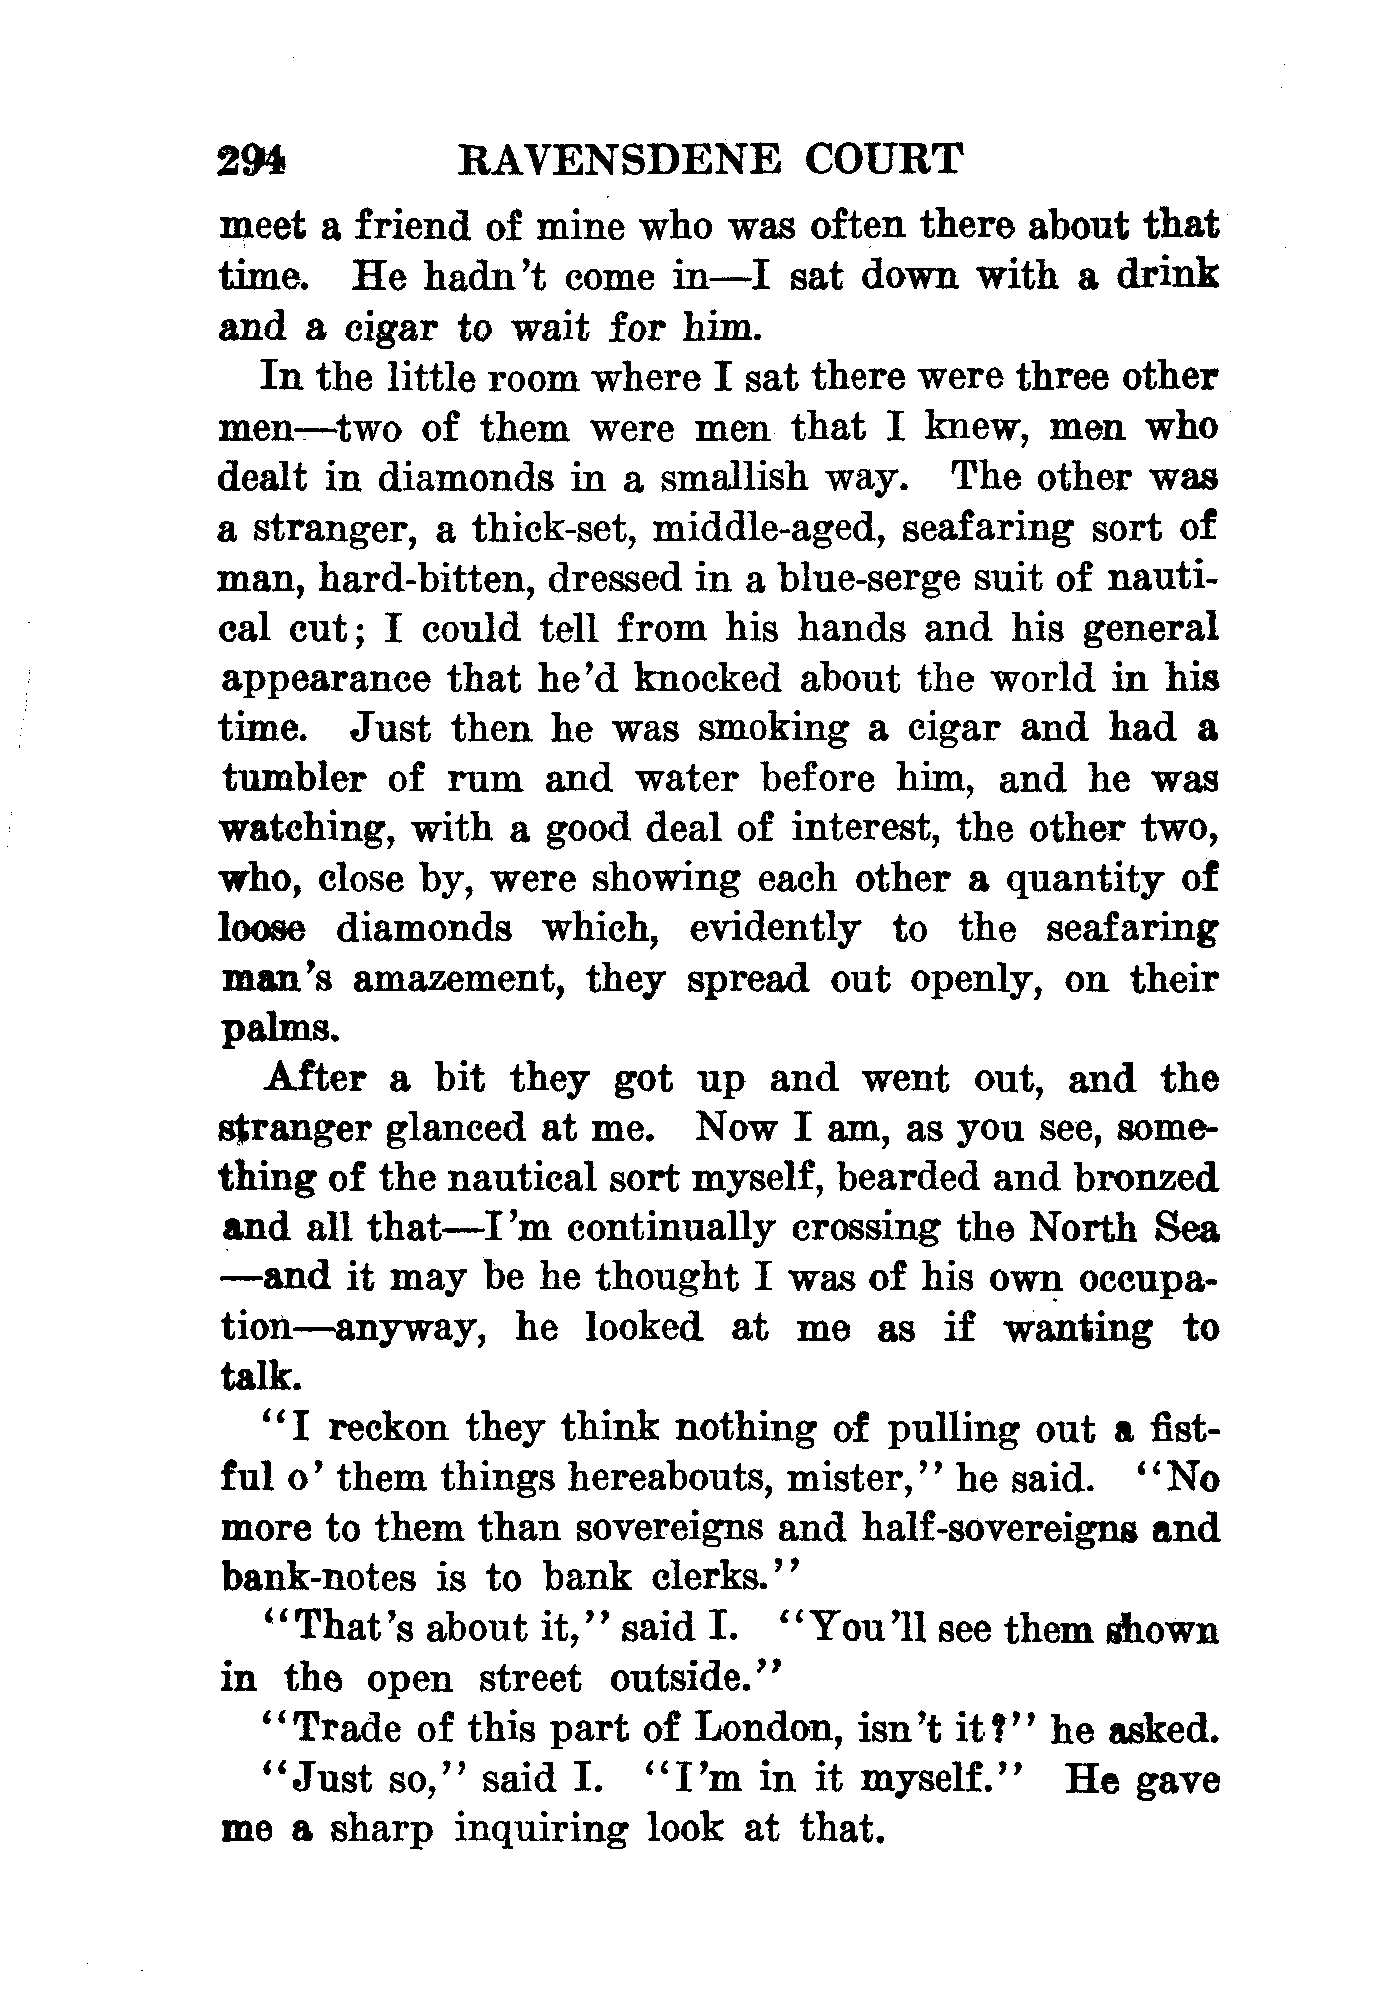 294 RAVENSDENE COURT
meet a friend of mine who was often there about that
time. He hadn't come in—I sat down with a drink
and a cigar to wait for him.
In the little room where I sat there were three other
men—two of them were men that I knew, men who
dealt in diamonds in a smallish way. The other was
a stranger, a thick-set, middle-aged, seafaring sort of
man, hard-bitten, dressed in a blue-serge suit of nauti-
cal cut; I could tell from his hands and his general
appearance that he'd knocked about the world in his
time. Just then he was smoking a cigar and had a
tumbler of rum and water before him, and he was
watching, with a good deal of interest, the other two,
who, close by, were showing each other a quantity of
loose diamonds which, evidently to the seafaring
man's amazement, they spread out openly, on their
palms.
After a bit they got up and went out, and the
stranger glanced at me. Now I am, as you see, some-
thing of the nautical sort myself, bearded and bronzed
and all that—I'm continually crossing the North Sea
—and it may be he thought I was of his own occupa-
tion—anyway, he looked at me as if wanting to
talk.
"I reckon they think nothing of pulling out a fist-
ful o' them things hereabouts, mister," he said. "No
more to them than sovereigns and half-sovereigns and
bank-notes is to bank clerks."
"That's about it," said I. "You'll see them shown
in the open street outside."
"Trade of this part of London, isn't it?" he asked.
"Just so," said I. "I'm in it myself." He gave
me a sharp inquiring look at that.